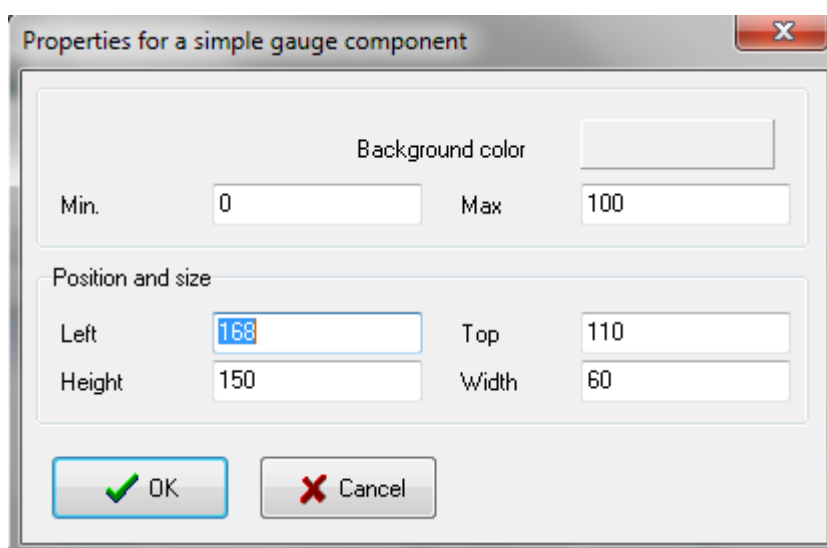 Properties for a simple gauge component
Background color
Min. 0 Max 100
Position and size
Left 168 Top 110
Height 150 Width 60
OK Cancel